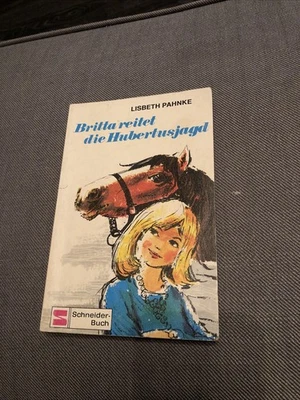 LISBETH PAHNKE
Britta reitet
die Hubertusjagd
Schneider-
Buch